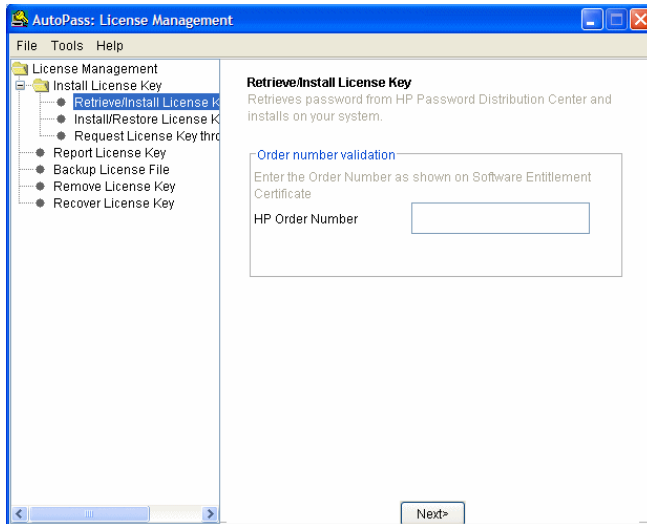 AutoPass: License Management
File Tools Help
License Management
Install License Key
Retrieve/Install License K
Install/Restore License K
Request License Key thro
Report License Key
Backup License File
Remove License Key
Recover License Key
Retrieve/Install License Key
Retrieves password from HP Password Distribution Center and
installs on your system.
Order number validation
Enter the Order Number as shown on Software Entitlement
Certificate
HP Order Number
Next>